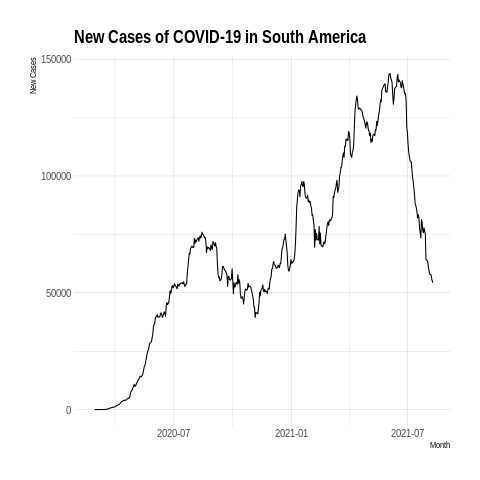 New Cases of COVID-19 in South America
New Cases
150000
100000
50000
0
2020-07
2021-01
2021-07
Month